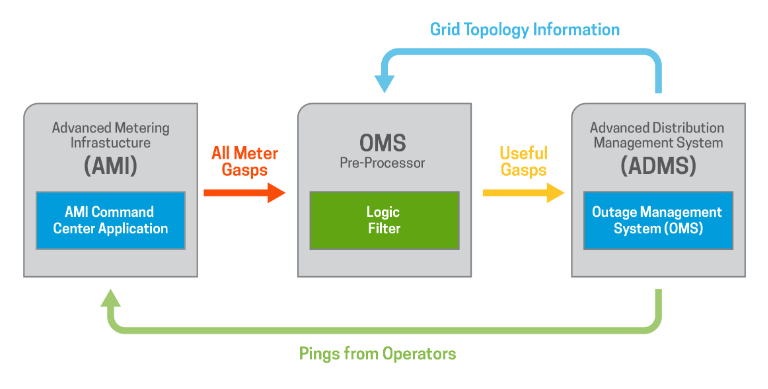 Grid Topology Information
Advanced Metering
Infrastucture
(AMI)
AMI Command
Center Application
All Meter
Gasps
OMS
Pre-Processor
Logic
Filter
Useful
Gasps
Advanced Distribution
Management System
(ADMS)
Outage Management
System (OMS)
Pings from Operators